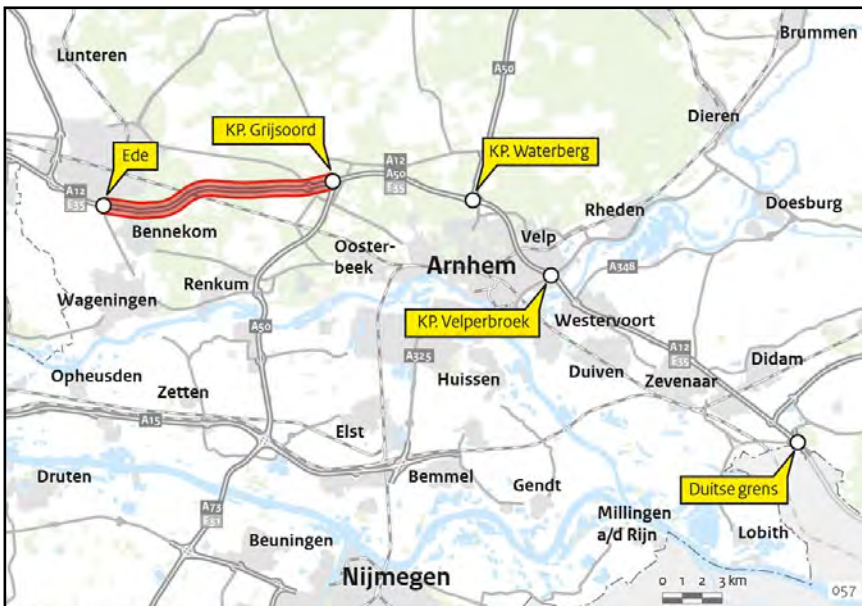 Lunteren
Brummen
A50
Dieren
KP. Grijsoord
KP. Waterberg
Ede
A12
A50
E35
A12
E35
Rheden
Doesburg
Bennekom
Velp
Ooster-
beek
Arnhem
A348
Renkum
Wageningen
KP. Velperbroek
Westervoort
A50
A325
A12
E35
Didam
Opheusden
Zetten
Huissen
Duiven
Zevenaar
A15
Elst
Druten
Bemmel
Gendt
Duitse grens
A73
E31
Millingen
a/d Rijn
Lobith
Beuningen
Nijmegen
0 1 2 3 km
057